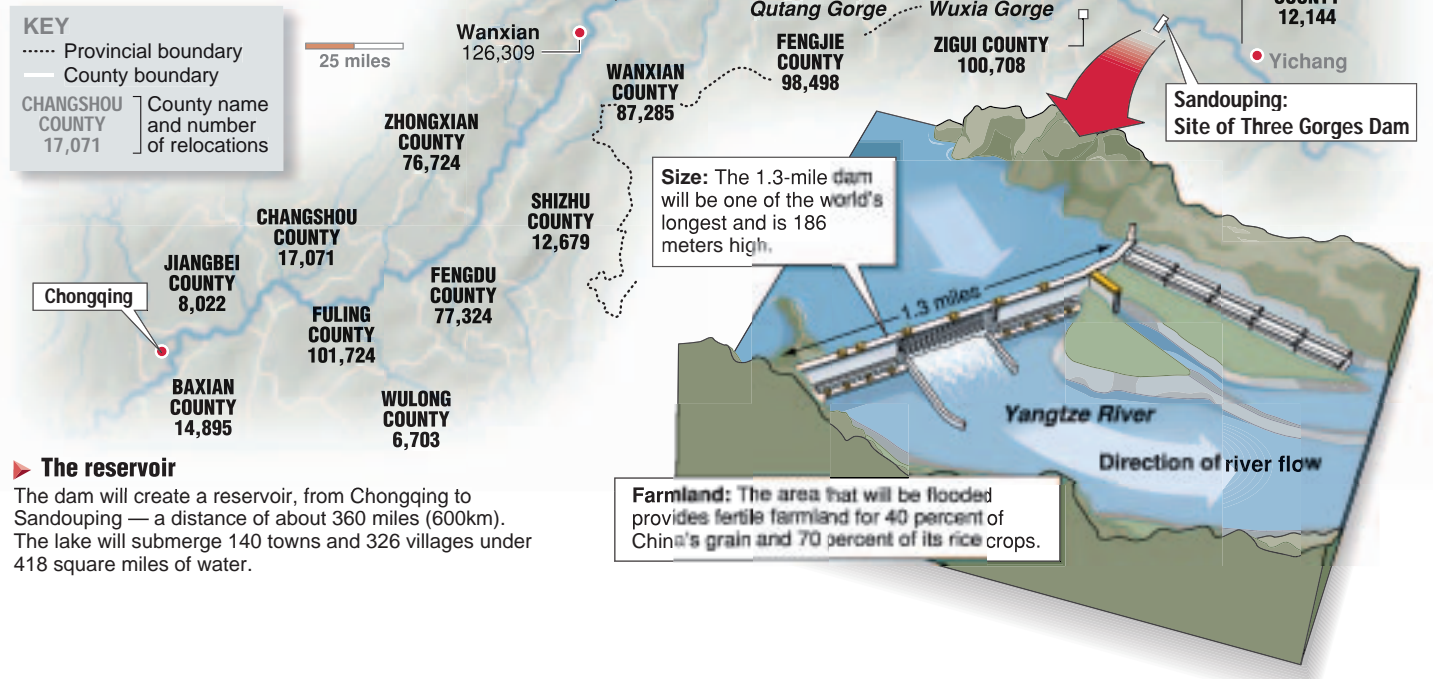 KEY
Provincial boundary
County boundary
CHANGSHOU
COUNTY
17,071
County name
and number
of relocations
25 miles
Wanxian
126,309
Qutang Gorge
Wuxia Gorge
FENGJIE
COUNTY
98,498
ZIGUI COUNTY
100,708
12,144
Yichang
WANXIAN
COUNTY
87,285
Sandouping:
Site of Three Gorges Dam
ZHONGXIAN
COUNTY
76,724
SHIZHU
COUNTY
12,679
CHANGSHOU
COUNTY
17,071
JIANGBEI
COUNTY
8,022
Chongqing
FENGDU
COUNTY
77,324
FULING
COUNTY
101,724
BAXIAN
COUNTY
14,895
WULONG
COUNTY
6,703
Size: The 1.3-mile dam
will be one of the world's
longest and is 186
meters high.
1.3 miles
Yangtze River
Direction of river flow
The reservoir
The dam will create a reservoir, from Chongqing to
Sandouping — a distance of about 360 miles (600km).
The lake will submerge 140 towns and 326 villages under
418 square miles of water.
Farmland: The area that will be flooded
provides fertile farmland for 40 percent of
China's grain and 70 percent of its rice crops.